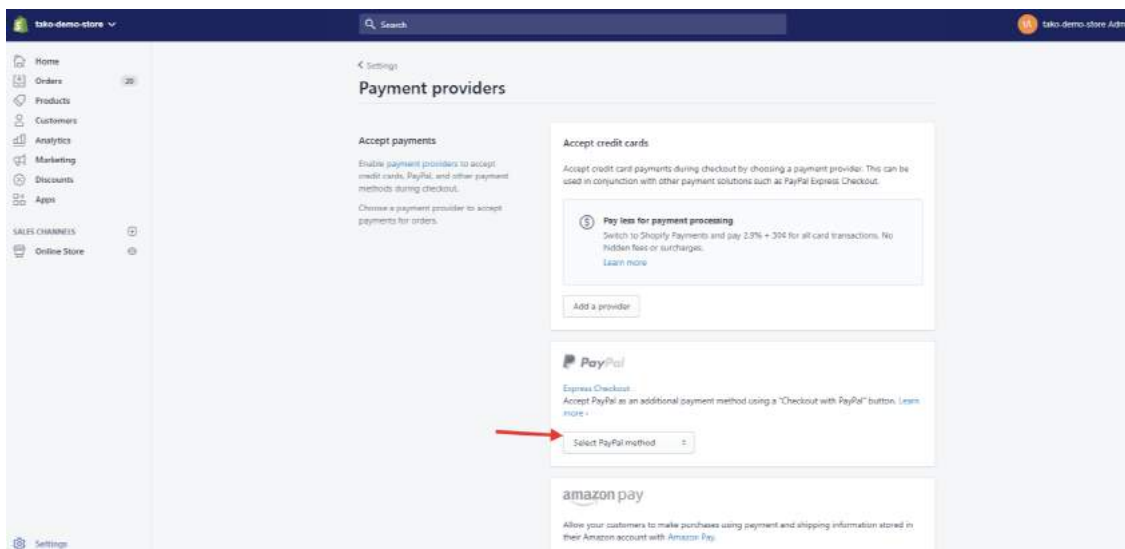 tako-demo-store
Search
tako-demo-store Adm
Home
Orders 20
Products
Customers
Analytics
Marketing
Discounts
Apps
SALES CHANNELS
Online Store
Settings
Settings
Payment providers
Accept payments
Enable payment providers to accept
credit cards, PayPal, and other payment
methods during checkout.
Choose a payment provider to accept
payments for orders.
Accept credit cards
Accept credit card payments during checkout by choosing a payment provider. This can be
used in conjunction with other payment solutions such as PayPal Express Checkout.
Pay less for payment processing
Switch to Shopify Payments and pay 2.9% + 30¢ for all card transactions. No
hidden fees or surcharges.
Learn more
Add a provider
PayPal
Express Checkout
Accept PayPal as an additional payment method using a "Checkout with PayPal" button. Learn
more
Select PayPal method
amazon pay
Allow your customers to make purchases using payment and shipping information stored in
their Amazon account with Amazon Pay.